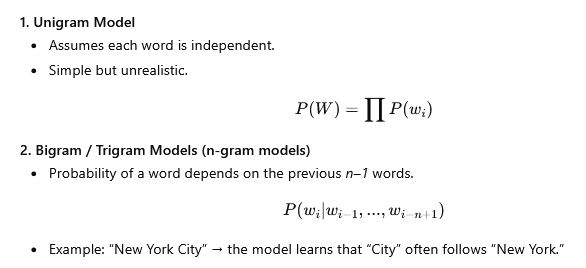 1. Unigram Model
• Assumes each word is independent.
• Simple but unrealistic.
P(W) = ∏ P(w_i)
2. Bigram / Trigram Models (n-gram models)
• Probability of a word depends on the previous n−1 words.
P(w_i|w_{i−1}, ..., w_{i−n+1})
• Example: “New York City” → the model learns that “City” often follows “New York.”